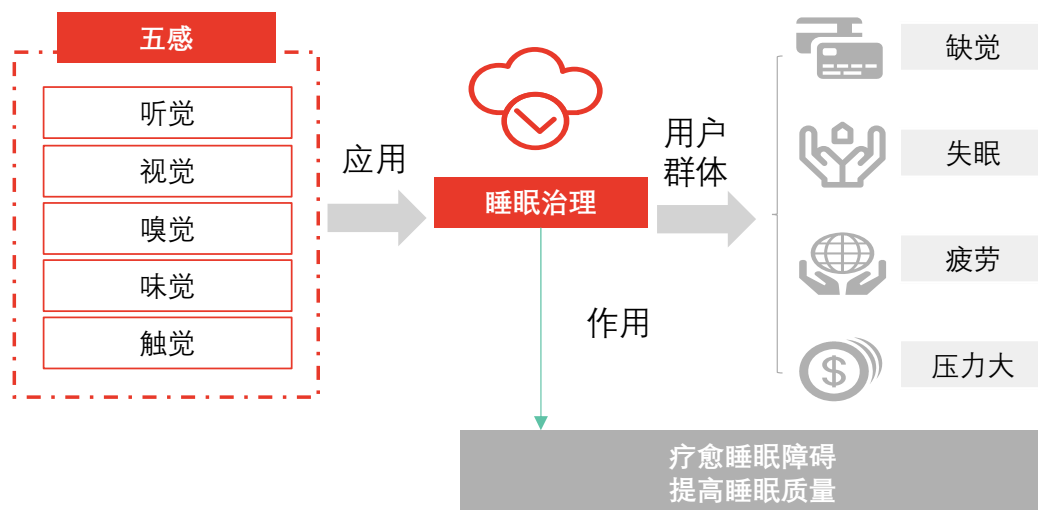 五感
听觉
视觉
嗅觉
味觉
触觉
应用
睡眠治理
作用
用户
群体
缺觉
失眠
疲劳
$
压力大
疗愈睡眠障碍
提高睡眠质量